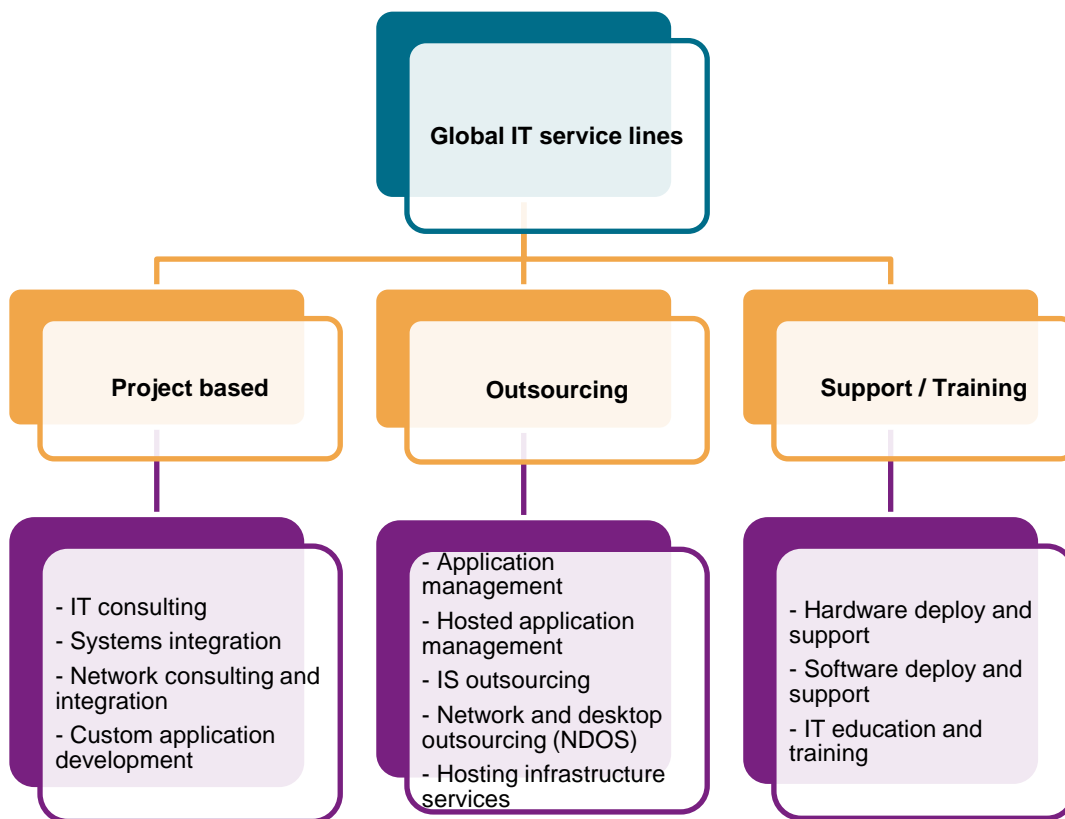 Global IT service lines
Project based
Outsourcing
Support / Training
- IT consulting
- Systems integration
- Network consulting and
integration
- Custom application
development
- Application
management
- Hosted application
management
- IS outsourcing
- Network and desktop
outsourcing (NDOS)
- Hosting infrastructure
services
- Hardware deploy and
support
- Software deploy and
support
- IT education and
training